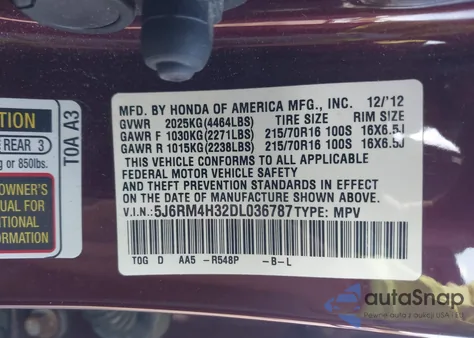 TION
REAR 3
g or 850lbs.
OWNER'S
NUAL FOR
DITIONAL
ORMATION
T0A A3
MFD. BY HONDA OF AMERICA MFG., INC. 12/'12
GVWR 2025KG(4464LBS) TIRE SIZE RIM SIZE
GAWR F 1030KG(2271LBS) 215/70R16 100S 16X6.5J
GAWR R 1015KG(2238LBS) 215/70R16 100S 16X6.5J
THIS VEHICLE CONFORMS TO ALL APPLICABLE
FEDERAL MOTOR VEHICLE SAFETY
AND THEFT PREVENTION STANDARDS IN EFFECT
ON THE DATE OF MANUFACTURE SHOWN ABOVE.
V.I.N.: 5J6RM4H32DL036787 TYPE: MPV
T0G D AA5 -R548P -B-L
autoSnap